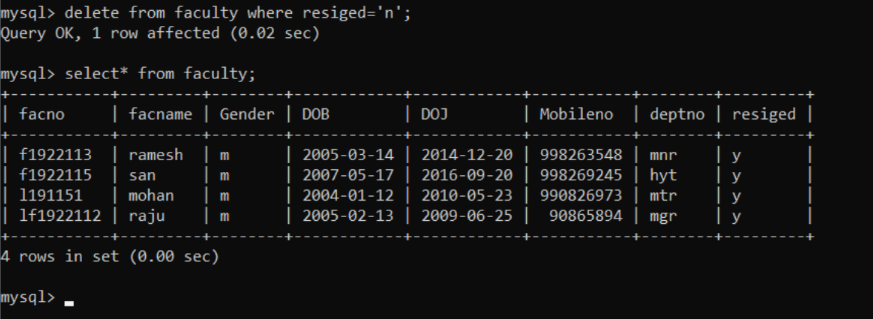 mysql> delete from faculty where resiged='n';
Query OK, 1 row affected (0.02 sec)
mysql> select* from faculty;
+-----------+---------+--------+------------+------------+-----------+--------+---------+
| facno     | facname | Gender | DOB        | DOJ        | Mobileno  | deptno | resiged |
+-----------+---------+--------+------------+------------+-----------+--------+---------+
| f1922113  | ramesh  | m      | 2005-03-14 | 2014-12-20 | 998263548 | mnr    | y       |
| f1922115  | san     | m      | 2007-05-17 | 2016-09-20 | 998269245 | hyt    | y       |
| l191151   | mohan   | m      | 2004-01-12 | 2010-05-23 | 990826973 | mtr    | y       |
| lf1922112 | raju    | m      | 2005-02-13 | 2009-06-25 |  90865894 | mgr    | y       |
+-----------+---------+--------+------------+------------+-----------+--------+---------+
4 rows in set (0.00 sec)
mysql>